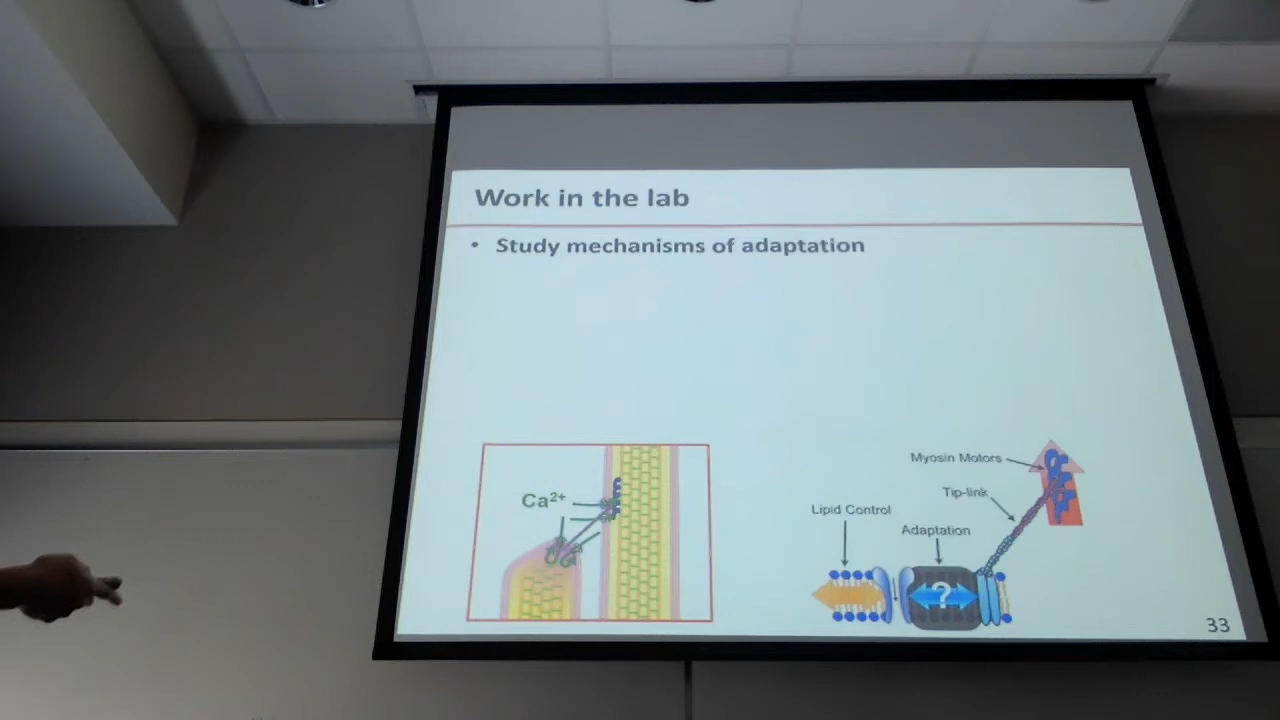 Work in the lab
• Study mechanisms of adaptation
Ca²⁺
Myosin Motors
Tip-link
Lipid Control
Adaptation
?
33